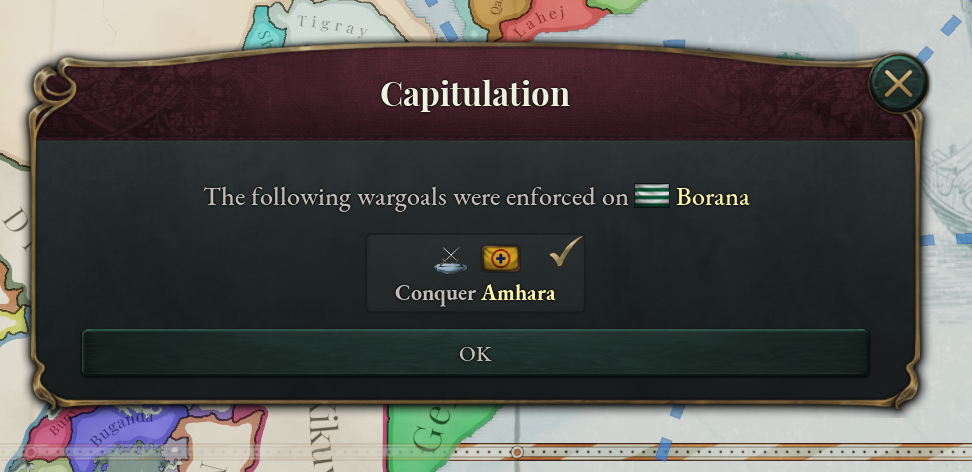 Tigray
Lahej
Capitulation
The following wargoals were enforced on Borana
Conquer Amhara
OK
Buganda